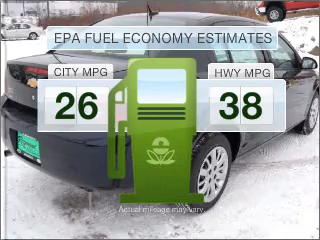 EPA FUEL ECONOMY ESTIMATES
CITY MPG
HWY MPG
26
38
Actual mileage may vary.